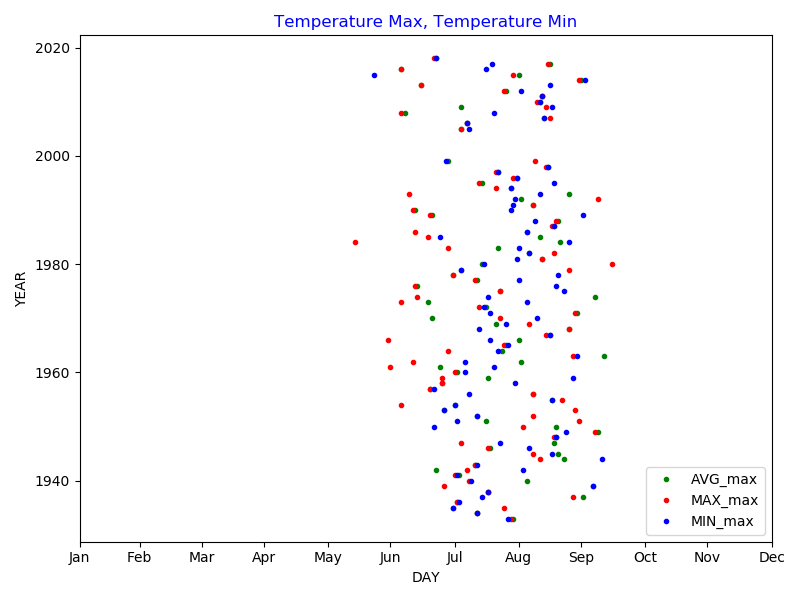 Temperature Max, Temperature Min
2020
2000
1980
1960
1940
YEAR
Jan Feb Mar Apr May Jun Jul Aug Sep Oct Nov Dec
DAY
AVG_max
MAX_max
MIN_max